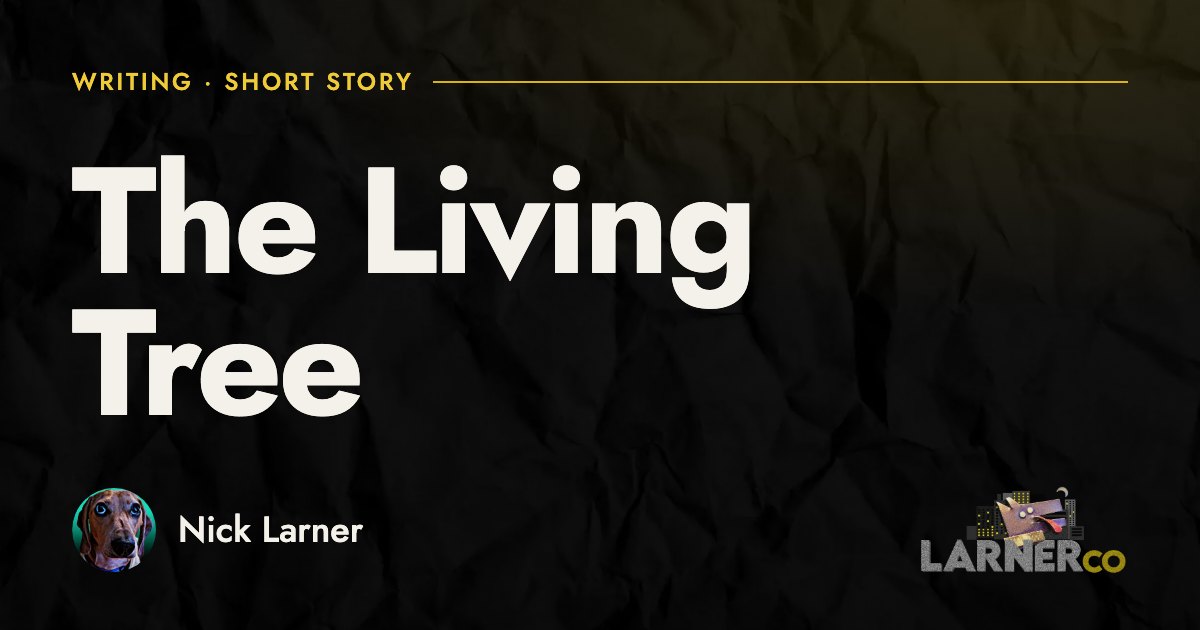 WRITING · SHORT STORY
The Living
Tree
Nick Larner
LARNERCO